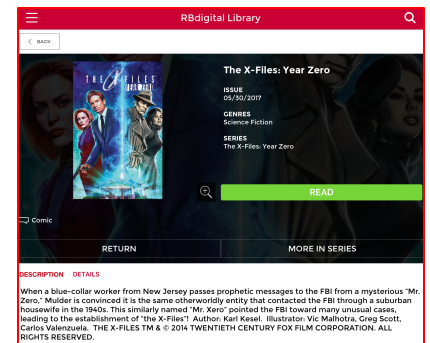 RBdigital Library
< BACK
THE X FILES
YEAR ZERO
The X-Files: Year Zero
ISSUE
05/30/2017
GENRES
Science Fiction
SERIES
The X-Files: Year Zero
READ
Comic
RETURN
MORE IN SERIES
DESCRIPTION DETAILS
When a blue-collar worker from New Jersey passes prophetic messages to the FBI from a mysterious "Mr.
Zero," Mulder is convinced it is the same otherworldly entity that contacted the FBI through a suburban
housewife in the 1940s. This similarly named "Mr. Xero" pointed the FBI toward many unusual cases,
leading to the establishment of "the X-Files"! Author: Karl Kesel. Illustrator: Vic Malhotra, Greg Scott,
Carlos Valenzuela. THE X-FILES TM & © 2014 TWENTIETH CENTURY FOX FILM CORPORATION. ALL
RIGHTS RESERVED.